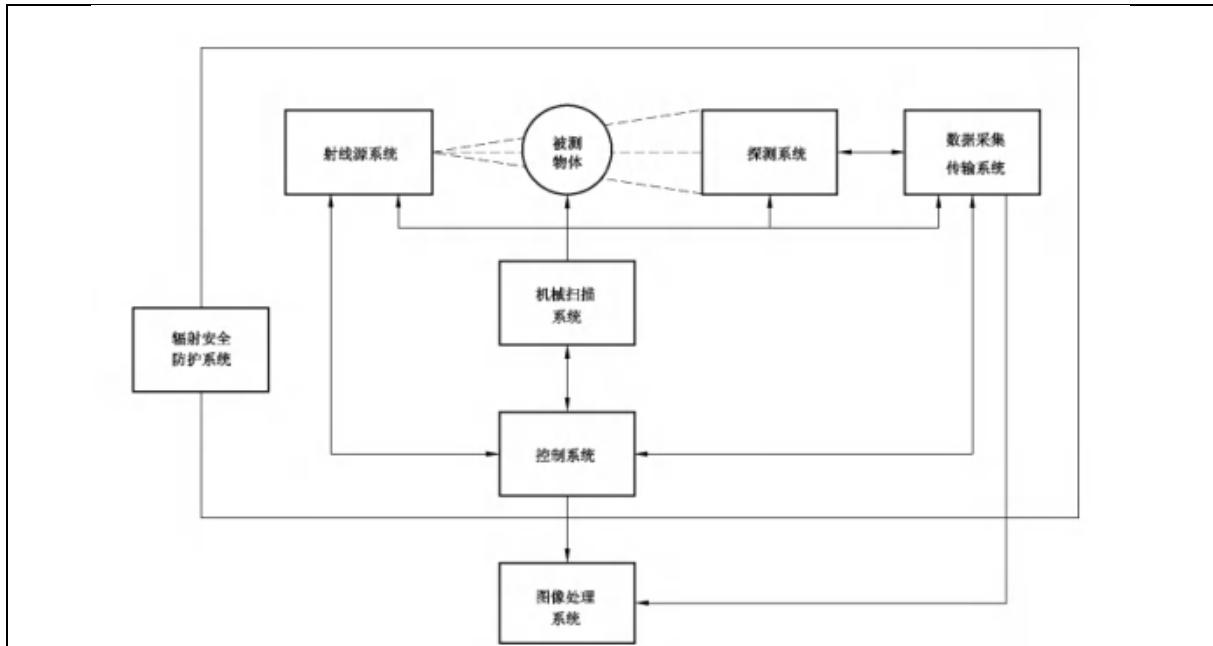 射线源系统
被测
物体
探测系统
数据采集
传输系统
机械扫描
系统
辐射安全
防护系统
控制系统
图像处理
系统